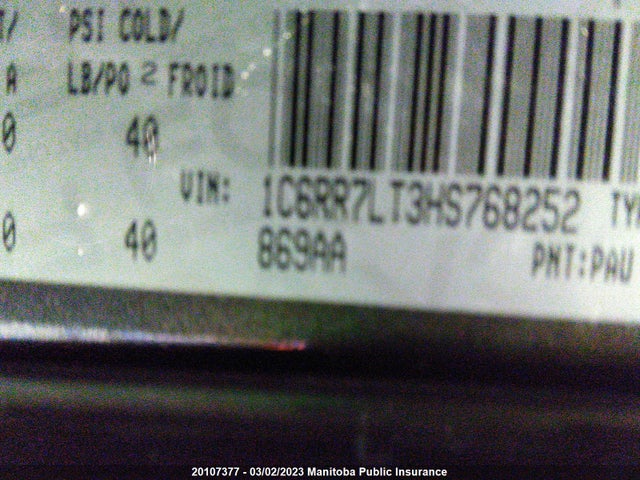 PSI COLD/
A LB/PO 2 FROID
0 40
VIN: 1C6RR7LT3HS768252
0 40 869AA PNT:PAU
20107377 - 03/02/2023 Manitoba Public Insurance